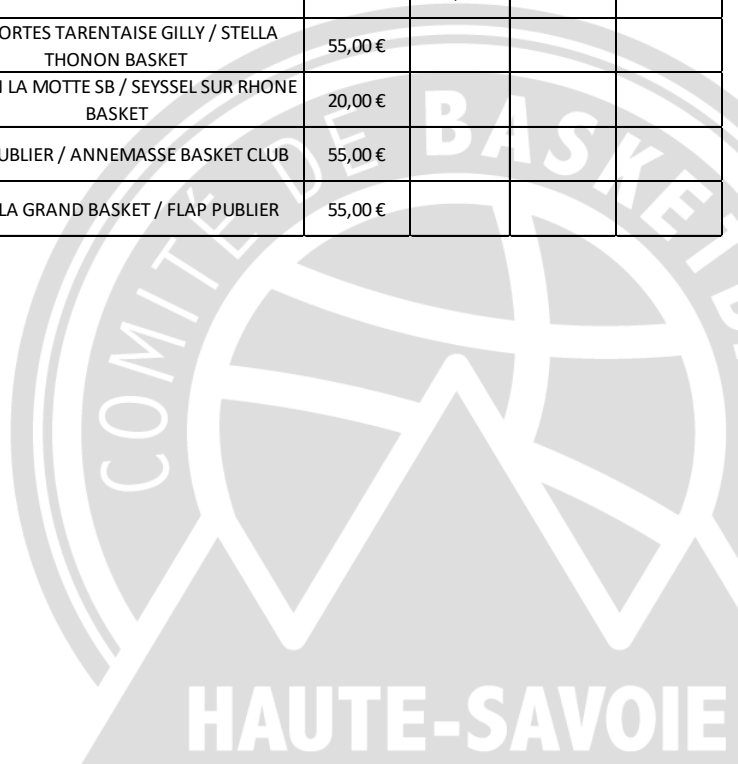 ORTES TARENTAISE GILLY / STELLA
THONON BASKET
55,00 €
LA MOTTE SB / SEYSSEL SUR RHONE
BASKET
20,00 €
UBLIER / ANNEMASSE BASKET CLUB
55,00 €
LA GRAND BASKET / FLAP PUBLIER
55,00 €
COMITE DE BASKETB
HAUTE-SAVOIE